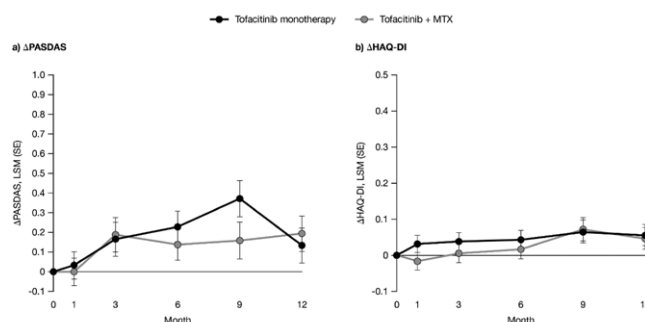 Tofacitinib monotherapy
Tofacitinib + MTX
a) ΔPASDAS
1.0
0.9
0.8
0.7
0.6
0.5
0.4
0.3
0.2
0.1
0
-0.1
ΔPASDAS, LSM (SE)
0 1 3 6 9 12
Month
b) ΔHAQ-DI
0.5
0.4
0.3
0.2
0.1
0.0
-0.1
ΔHAQ-DI, LSM (SE)
0 1 3 6 9
Month